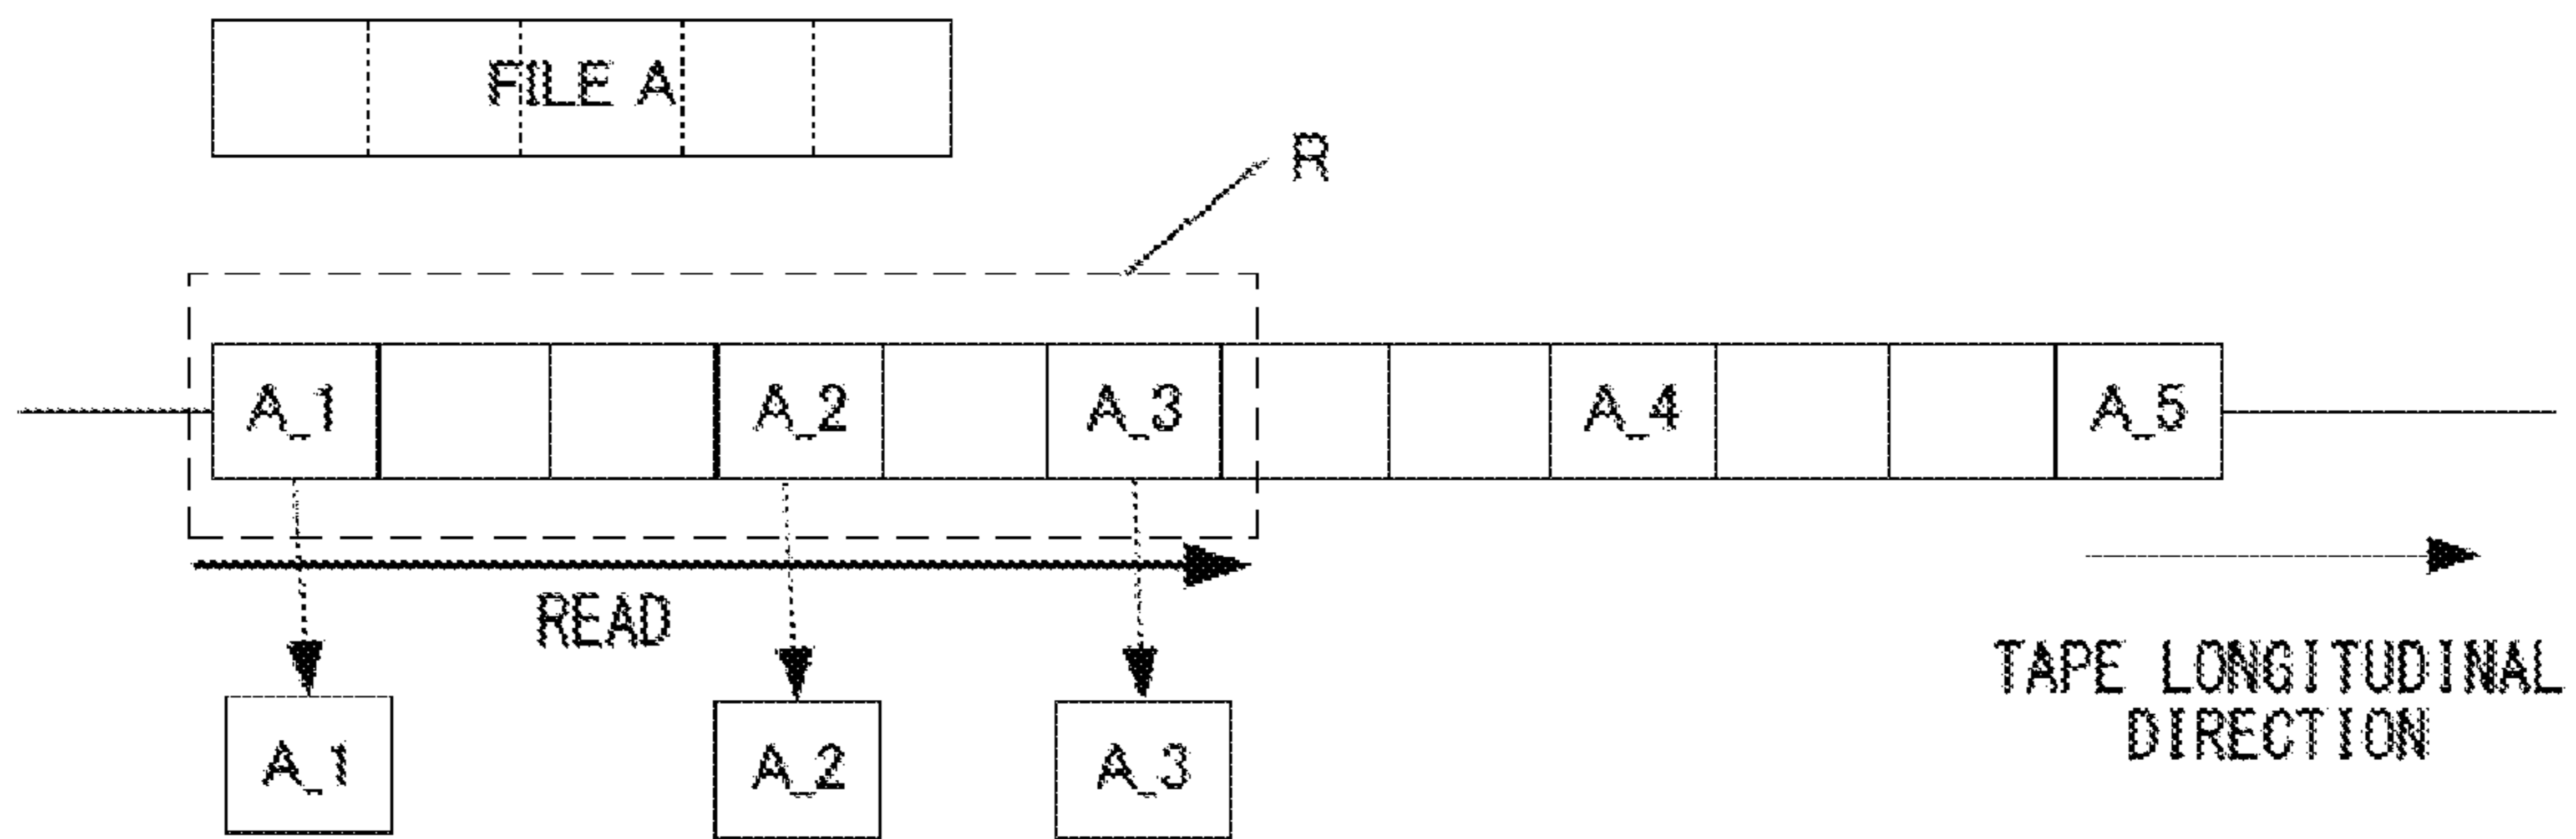 FILE A
R
A_1
A_2
A_3
A_4
A_5
READ
TAPE LONGITUDINAL
DIRECTION
A_1
A_2
A_3